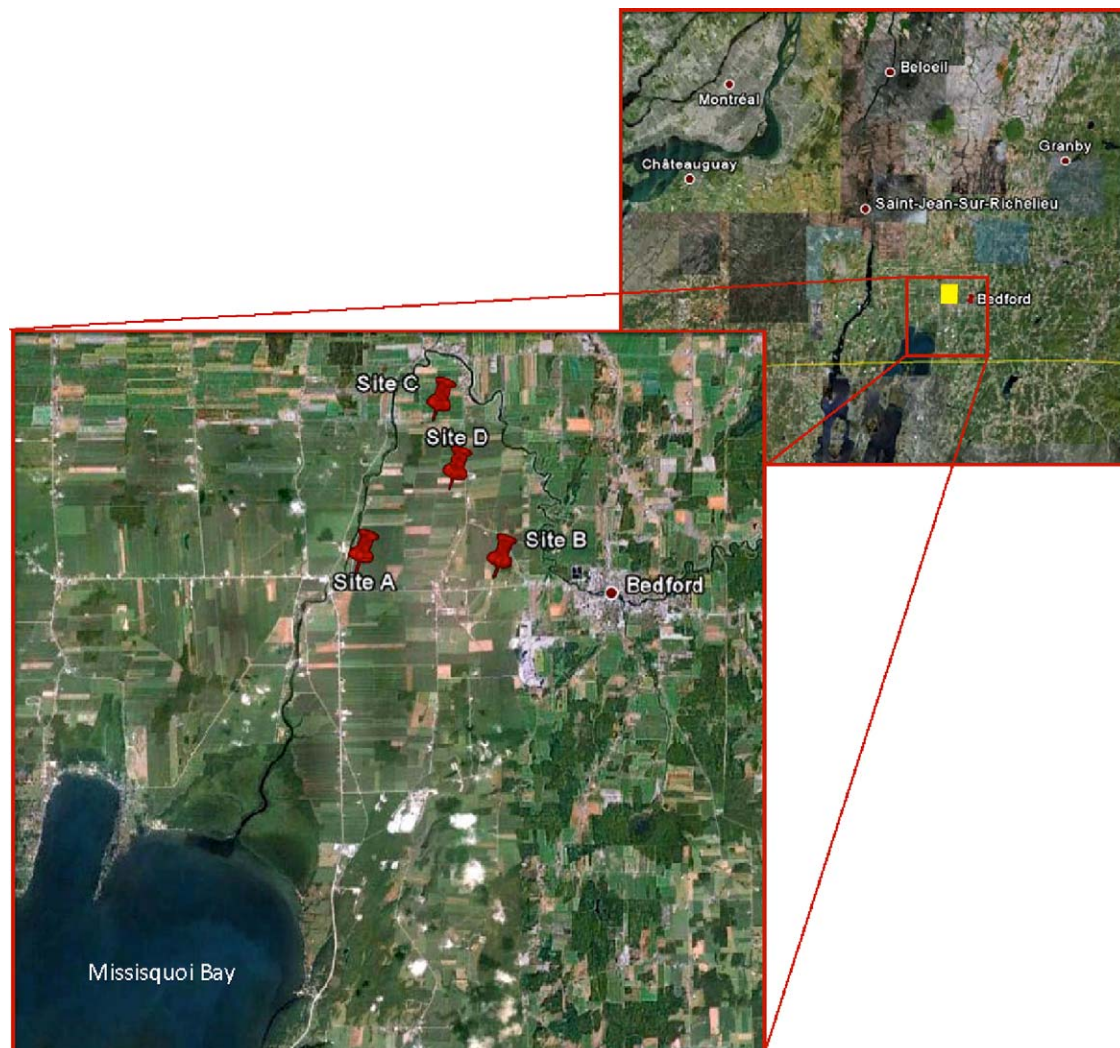 Beloeil
Montréal
Granby
Châteauguay
Saint-Jean-Sur-Richelieu
Bedford
Site C
Site D
Site B
Site A
Bedford
Missisquoi Bay